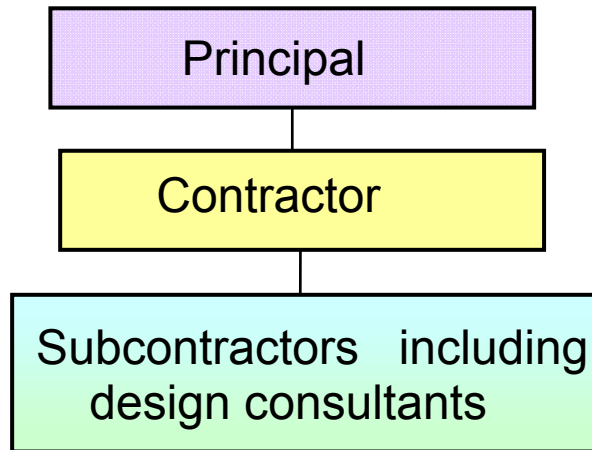 Principal
Contractor
Subcontractors including
design consultants